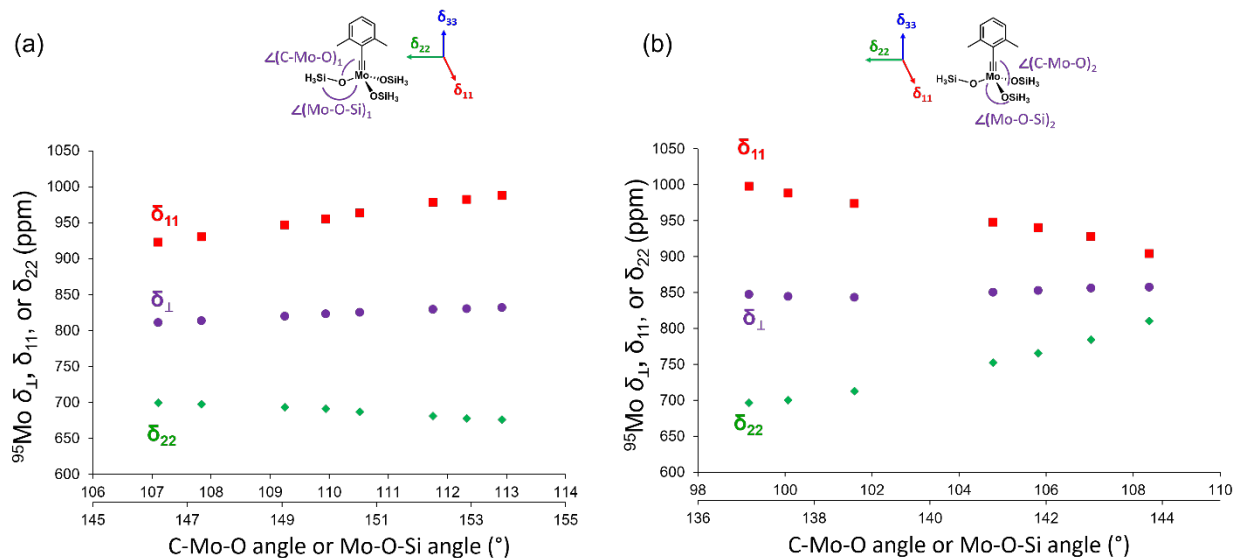 (a)
δ₃₃
δ₂₂
δ₁₁
∠(C-Mo-O)₁
H₃Si
O
Mo
OSiH₃
OSiH₃
∠(Mo-O-Si)₁
⁹⁵Mo δ⊥, δ₁₁, or δ₂₂ (ppm)
1050
1000
950
900
850
800
750
700
650
600
δ̄₁₁
δ̄⊥
δ̄₂₂
106 107 108 109 110 111 112 113 114
145 147 149 151 153 155
C-Mo-O angle or Mo-O-Si angle (°)
(b)
δ₃₃
δ₂₂
δ₁₁
∠(C-Mo-O)₂
H₃Si
O
Mo
OSiH₃
OSiH₃
∠(Mo-O-Si)₂
⁹⁵Mo δ⊥, δ₁₁, or δ₂₂ (ppm)
1050
1000
950
900
850
800
750
700
650
600
δ̄₁₁
δ̄⊥
δ̄₂₂
98 100 102 104 106 108 110
136 138 140 142 144
C-Mo-O angle or Mo-O-Si angle (°)